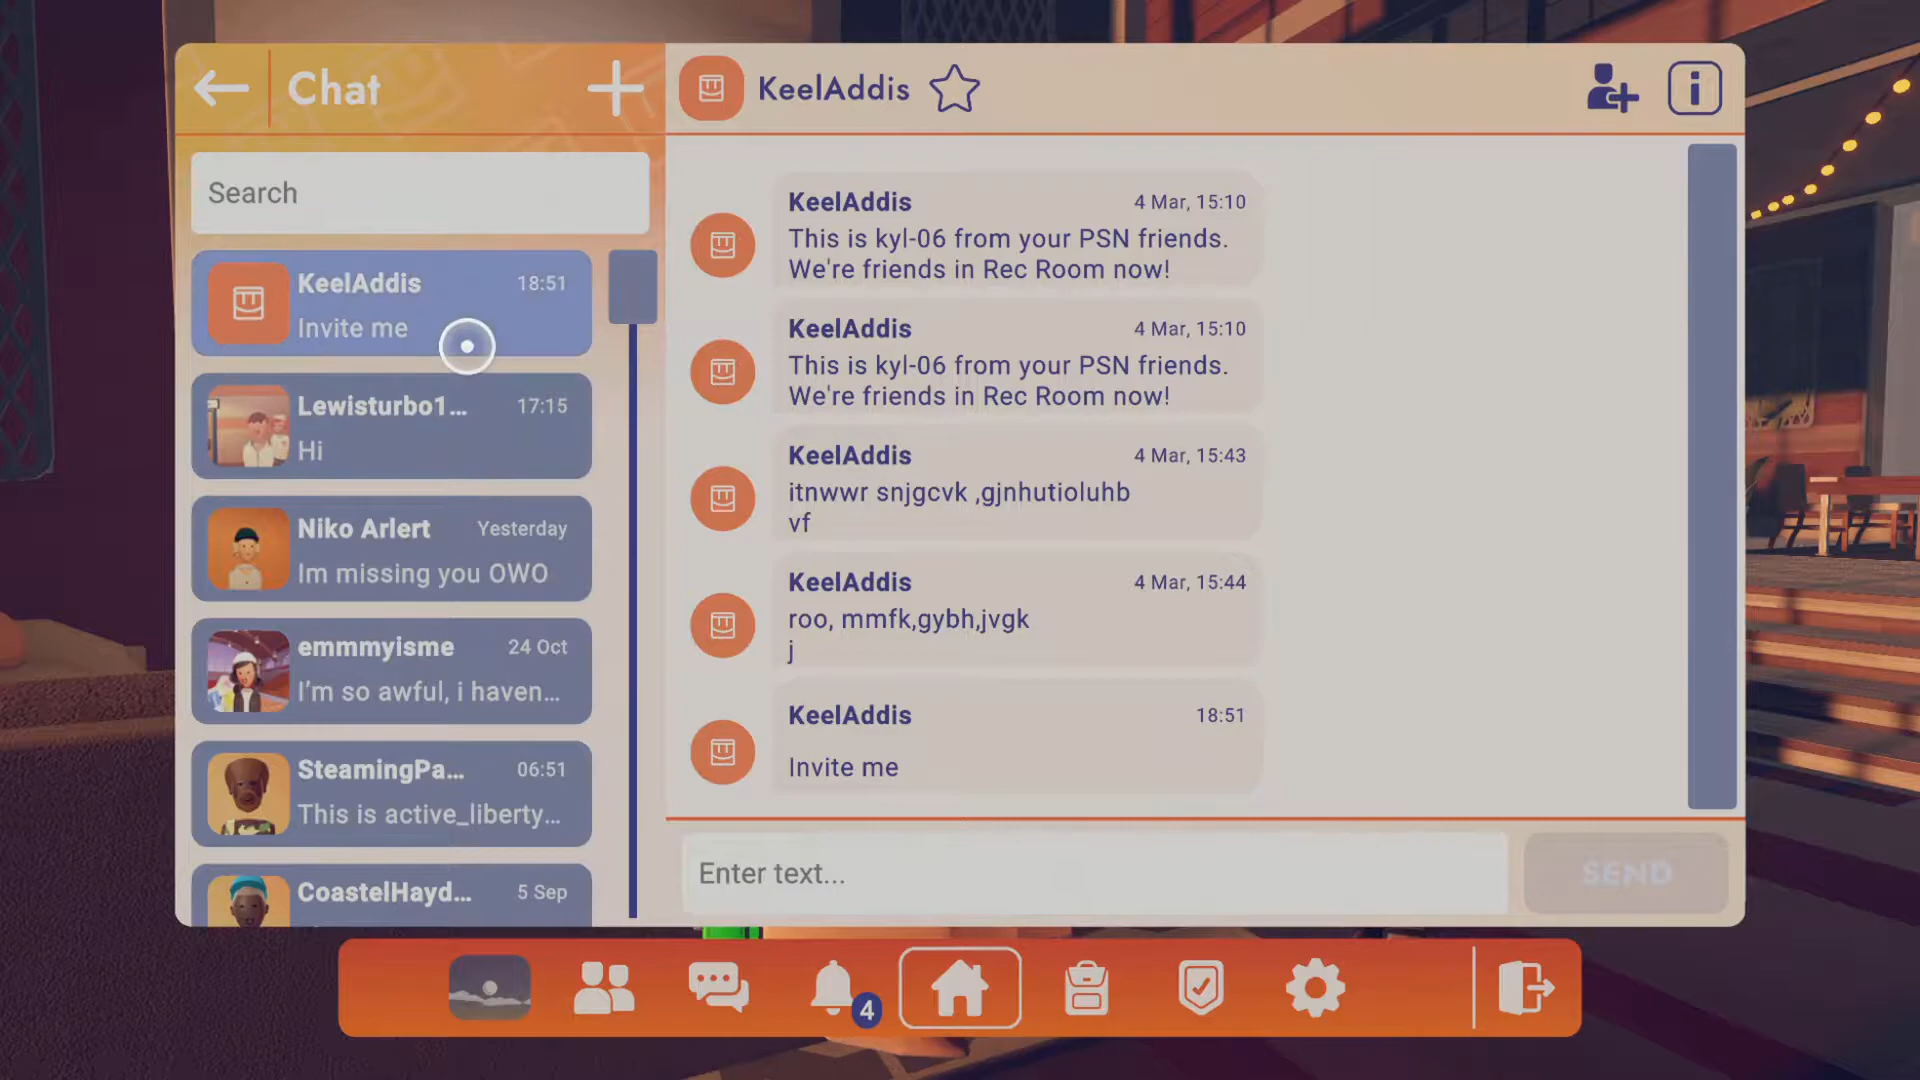 Chat
Search
KeelAddis 18:51
Invite me
Lewisturbo1... 17:15
Hi
Niko Arlert Yesterday
Im missing you OWO
emmmyisme 24 Oct
I'm so awful, i haven...
SteamingPa... 06:51
This is active_liberty...
CoastelHayd... 5 Sep
KeelAddis
KeelAddis 4 Mar, 15:10
This is kyl-06 from your PSN friends.
We're friends in Rec Room now!
KeelAddis 4 Mar, 15:10
This is kyl-06 from your PSN friends.
We're friends in Rec Room now!
KeelAddis 4 Mar, 15:43
itnwwr snjgcvk ,gjnhutioluhb
vf
KeelAddis 4 Mar, 15:44
roo, mmfk,gybh,jvgk
j
KeelAddis 18:51
Invite me
Enter text...
SEND
4